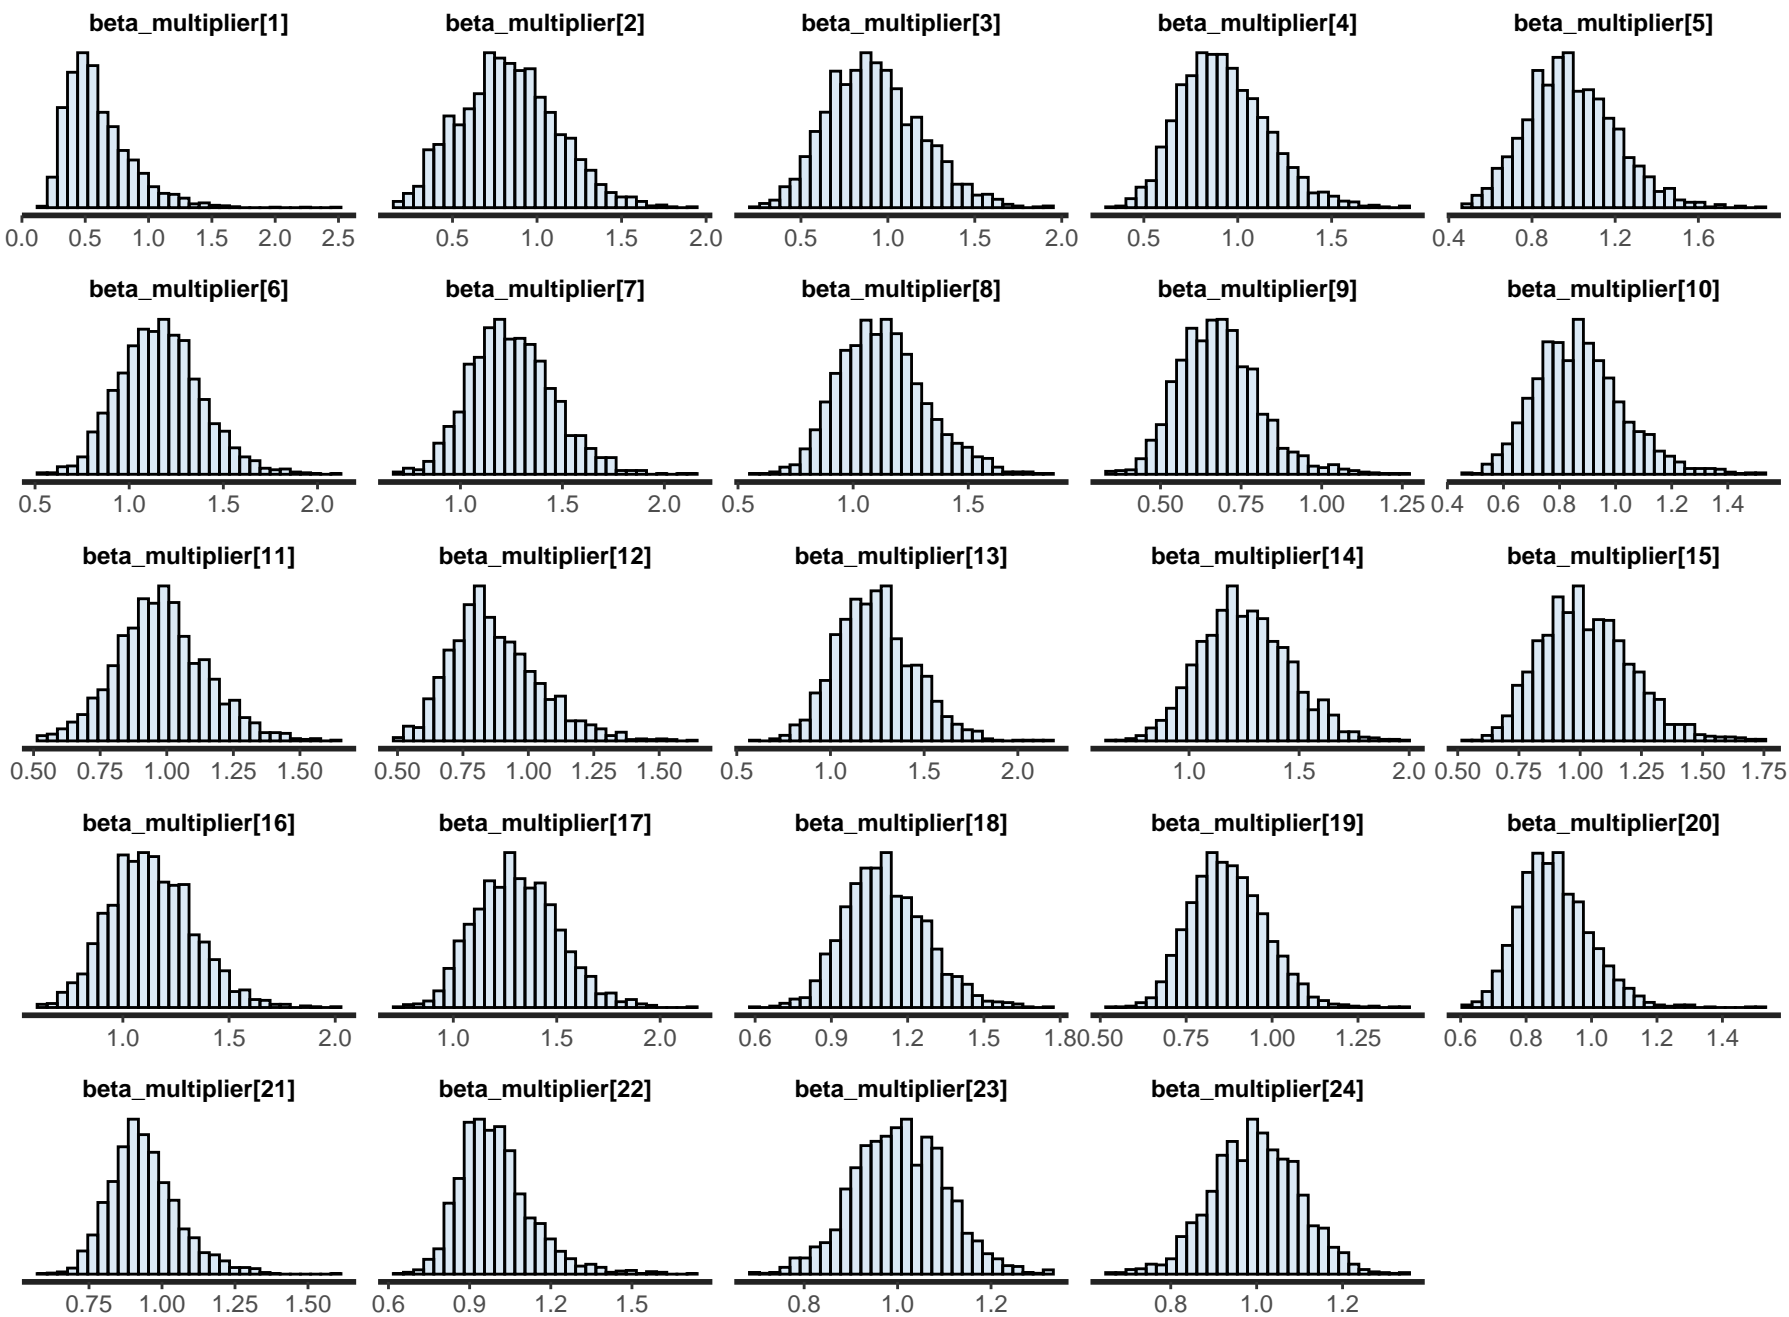 beta_multiplier[1] beta_multiplier[2] beta_multiplier[3] beta_multiplier[4] beta_multiplier[5]
0.0 0.5 1.0 1.5 2.0 2.5 0.5 1.0 1.5 2.0 0.5 1.0 1.5 2.0 0.5 1.0 1.5 0.4 0.8 1.2 1.6
beta_multiplier[6] beta_multiplier[7] beta_multiplier[8] beta_multiplier[9] beta_multiplier[10]
0.5 1.0 1.5 2.0 1.0 1.5 2.0 0.5 1.0 1.5 0.50 0.75 1.00 1.25 0.4 0.6 0.8 1.0 1.2 1.4
beta_multiplier[11] beta_multiplier[12] beta_multiplier[13] beta_multiplier[14] beta_multiplier[15]
0.50 0.75 1.00 1.25 1.50 0.50 0.75 1.00 1.25 1.50 0.5 1.0 1.5 2.0 1.0 1.5 2.0 0.50 0.75 1.00 1.25 1.50 1.75
beta_multiplier[16] beta_multiplier[17] beta_multiplier[18] beta_multiplier[19] beta_multiplier[20]
1.0 1.5 2.0 1.0 1.5 2.0 0.6 0.9 1.2 1.5 1.8 0.50 0.75 1.00 1.25 0.6 0.8 1.0 1.2 1.4
beta_multiplier[21] beta_multiplier[22] beta_multiplier[23] beta_multiplier[24]
0.75 1.00 1.25 1.50 0.6 0.9 1.2 1.5 0.8 1.0 1.2 0.8 1.0 1.2